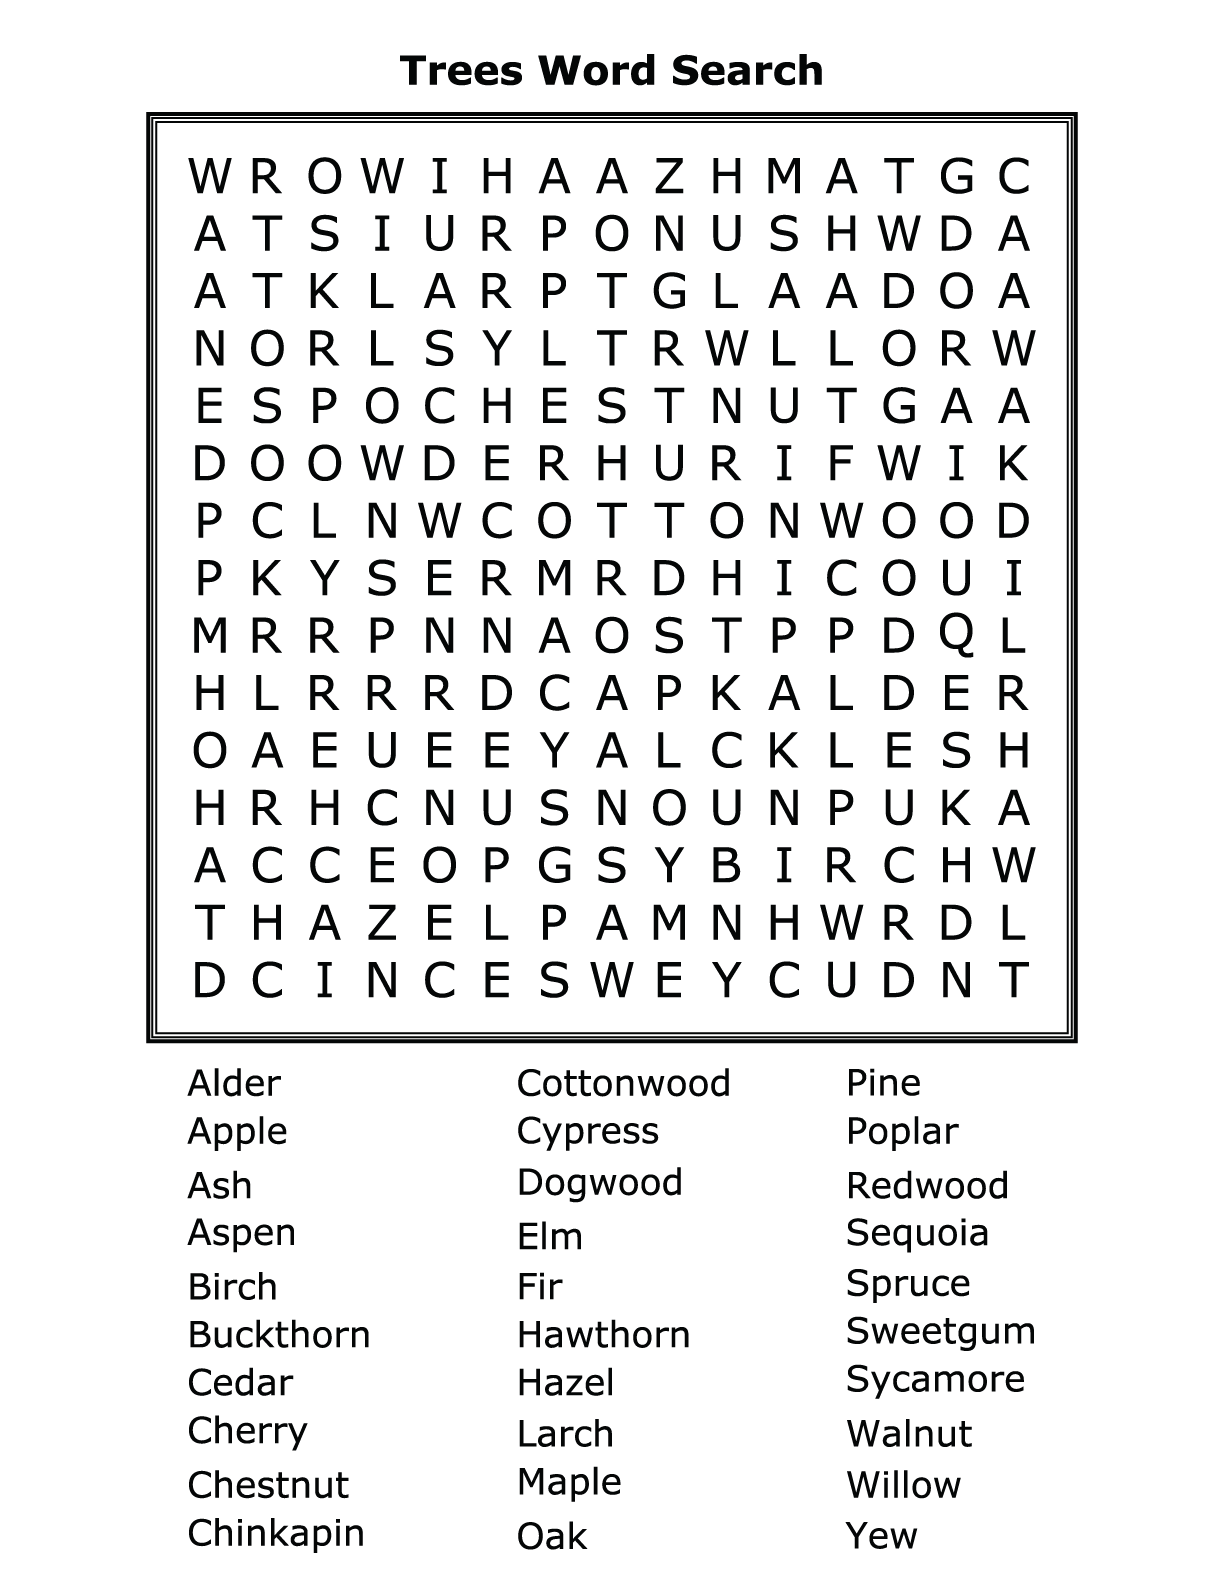 Trees Word Search
W R O W I H A A Z H M A T G C
A T S I U R P O N U S H W D A
A T K L A R P T G L A A D O A
N O R L S Y L T R W L L O R W
E S P O C H E S T N U T G A A
D O O W D E R H U R I F W I K
P C L N W C O T T O N W O O D
P K Y S E R M R D H I C O U I
M R R P N N A O S T P P D Q L
H L R R R D C A P K A L D E R
O A E U E E Y A L C K L E S H
H R H C N U S N O U N P U K A
A C C E O P G S Y B I R C H W
T H A Z E L P A M N H W R D L
D C I N C E S W E Y C U D N T
Alder Cottonwood Pine
Apple Cypress Poplar
Ash Dogwood Redwood
Aspen Elm Sequoia
Birch Fir Spruce
Buckthorn Hawthorn Sweetgum
Cedar Hazel Sycamore
Cherry Larch Walnut
Chestnut Maple Willow
Chinkapin Oak Yew